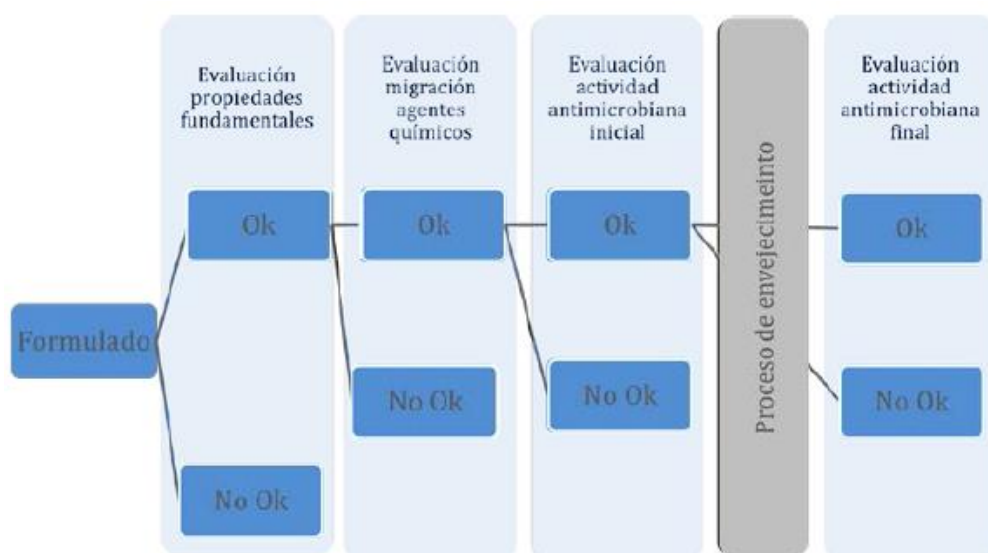 Evaluación
propiedades
fundamentales
Evaluación
migración
agentes
químicos
Evaluación
actividad
antimicrobiana
inicial
Proceso de envejecimeinto
Evaluación
actividad
antimicrobiana
final
Ok
Ok
Ok
Ok
Formulado
No Ok
No Ok
No Ok
No Ok